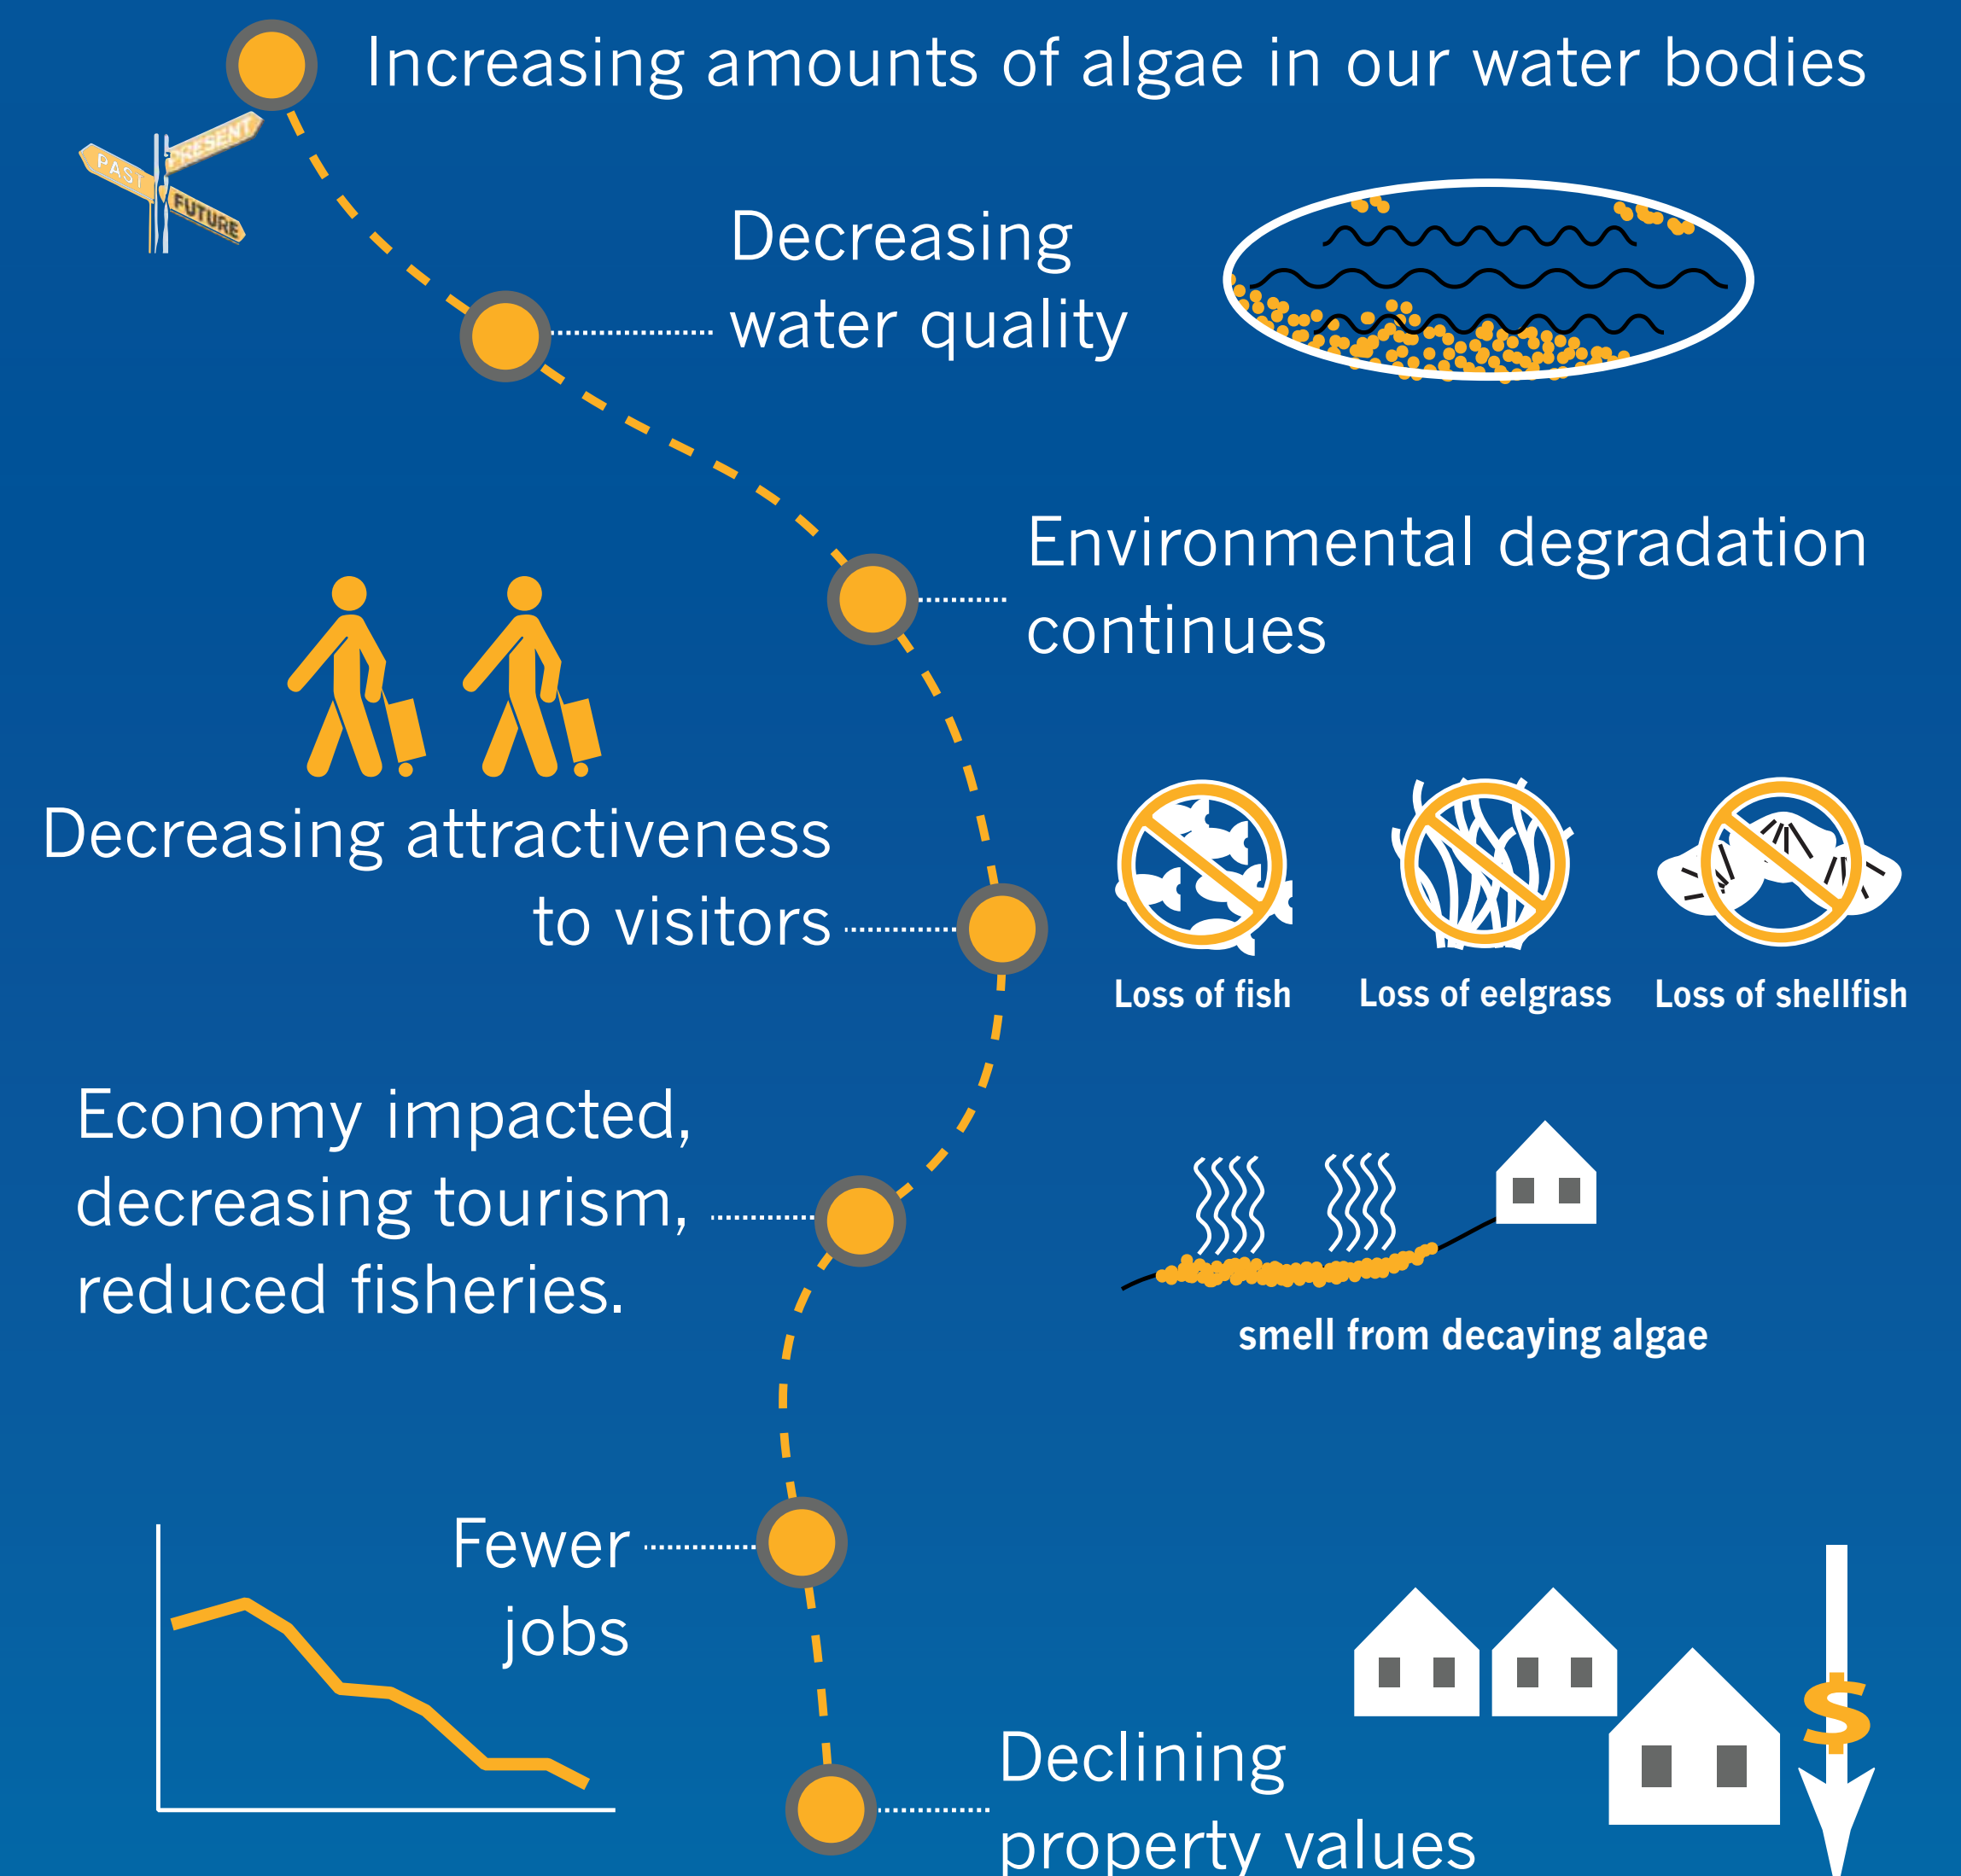 Increasing amounts of algae in our water bodies
PAST
PRESENT
FUTURE
Decreasing
water quality
Environmental degradation
continues
Decreasing attractiveness
to visitors
Loss of fish
Loss of eelgrass
Loss of shellfish
Economy impacted,
decreasing tourism,
reduced fisheries.
smell from decaying algae
Fewer
jobs
$
Declining
property values